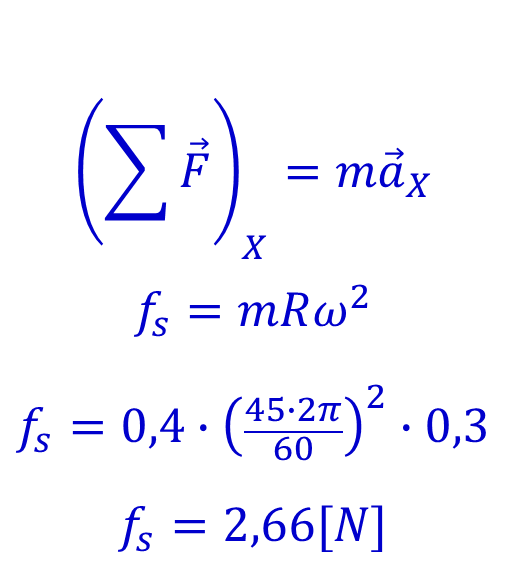 (∑ F⃗)_X = ma⃗_X
f_s = mRω²
f_s = 0,4 · (45·2π/60)² · 0,3
f_s = 2,66[N]